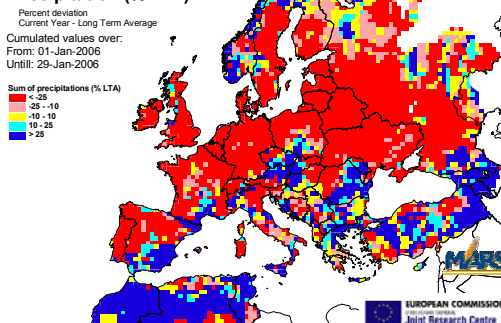 Percent deviation
Current Year - Long Term Average
Cumulated values over:
From: 01-Jan-2006
Untill: 29-Jan-2006
Sum of precipitations (% LTA)
< -25
-25 - -10
-10 - 10
10 - 25
> 25
MARS
EUROPEAN COMMISSION
Joint Research Centre